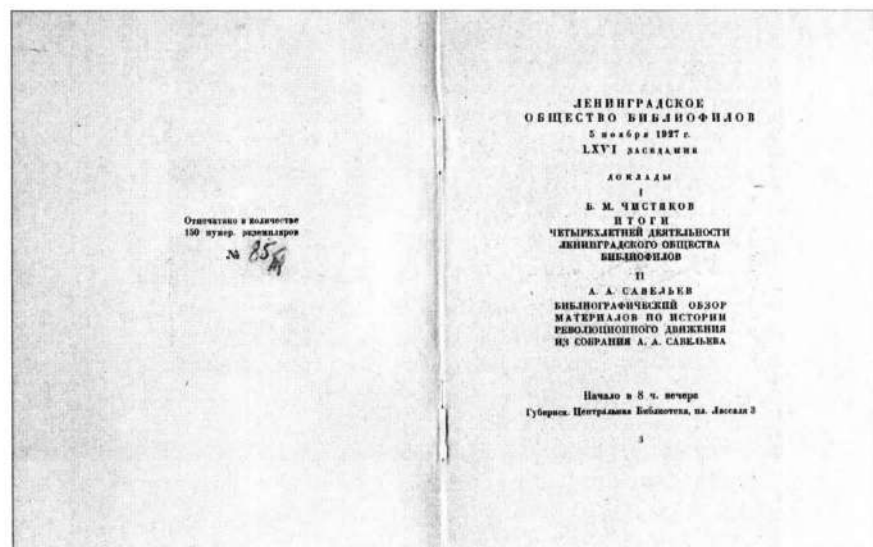 Отпечатано в количестве
150 нумер. экземпляров
№ 85
ЛЕНИНГРАДСКОЕ
ОБЩЕСТВО БИБЛИОФИЛОВ
5 ноября 1927 г.
LXVI ЗАСЕДАНИЕ
ДОКЛАДЫ
I
Б. М. ЧИСТЯКОВ
ИТОГИ
ЧЕТЫРЕХЛЕТНЕЙ ДЕЯТЕЛЬНОСТИ
ЛЕНИНГРАДСКОГО ОБЩЕСТВА
БИБЛИОФИЛОВ
II
А. А. САВЕЛЬЕВ
БИБЛИОГРАФИЧЕСКИЙ ОБЗОР
МАТЕРИАЛОВ ПО ИСТОРИИ
РЕВОЛЮЦИОННОГО ДВИЖЕНИЯ
ИЗ СОБРАНИЯ А. А. САВЕЛЬЕВА
Начало в 8 ч. вечера
Губернск. Центральная Библиотека, пл. Лассаля 3
3